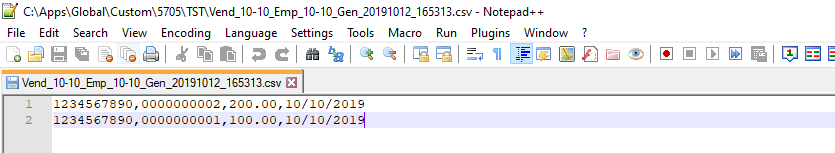 C:\Apps\Global\Custom\5705\TST\Vend_10-10_Emp_10-10_Gen_20191012_165313.csv - Notepad++
File Edit Search View Encoding Language Settings Tools Macro Run Plugins Window ?
Vend_10-10_Emp_10-10_Gen_20191012_165313.csv
1 1234567890,0000000002,200.00,10/10/2019
2 1234567890,0000000001,100.00,10/10/2019